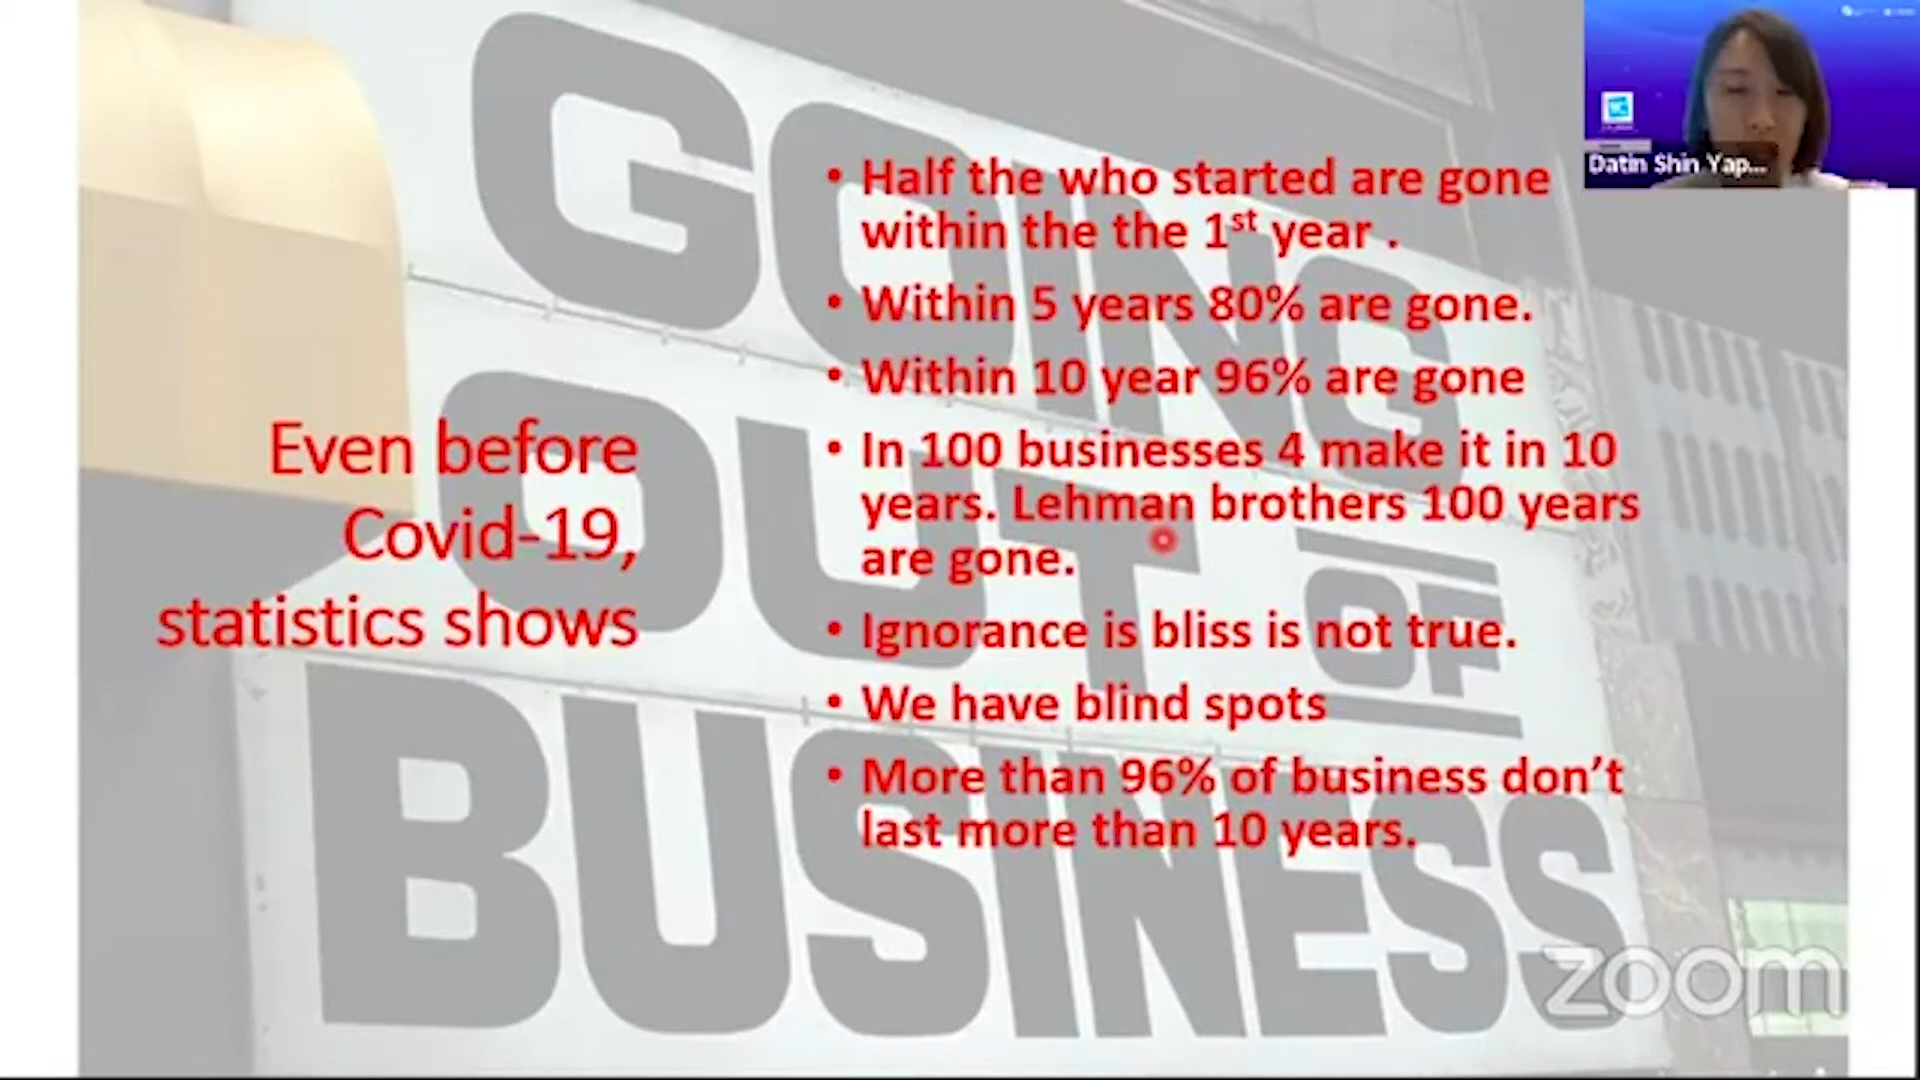 GOING
OUT OF
BUSINESS
Even before
Covid-19,
statistics shows
• Half the who started are gone
within the the 1st year .
• Within 5 years 80% are gone.
• Within 10 year 96% are gone
• In 100 businesses 4 make it in 10
years. Lehman brothers 100 years
are gone.
• Ignorance is bliss is not true.
• We have blind spots
• More than 96% of business don't
last more than 10 years.
Datin Shin Yap...
zoom